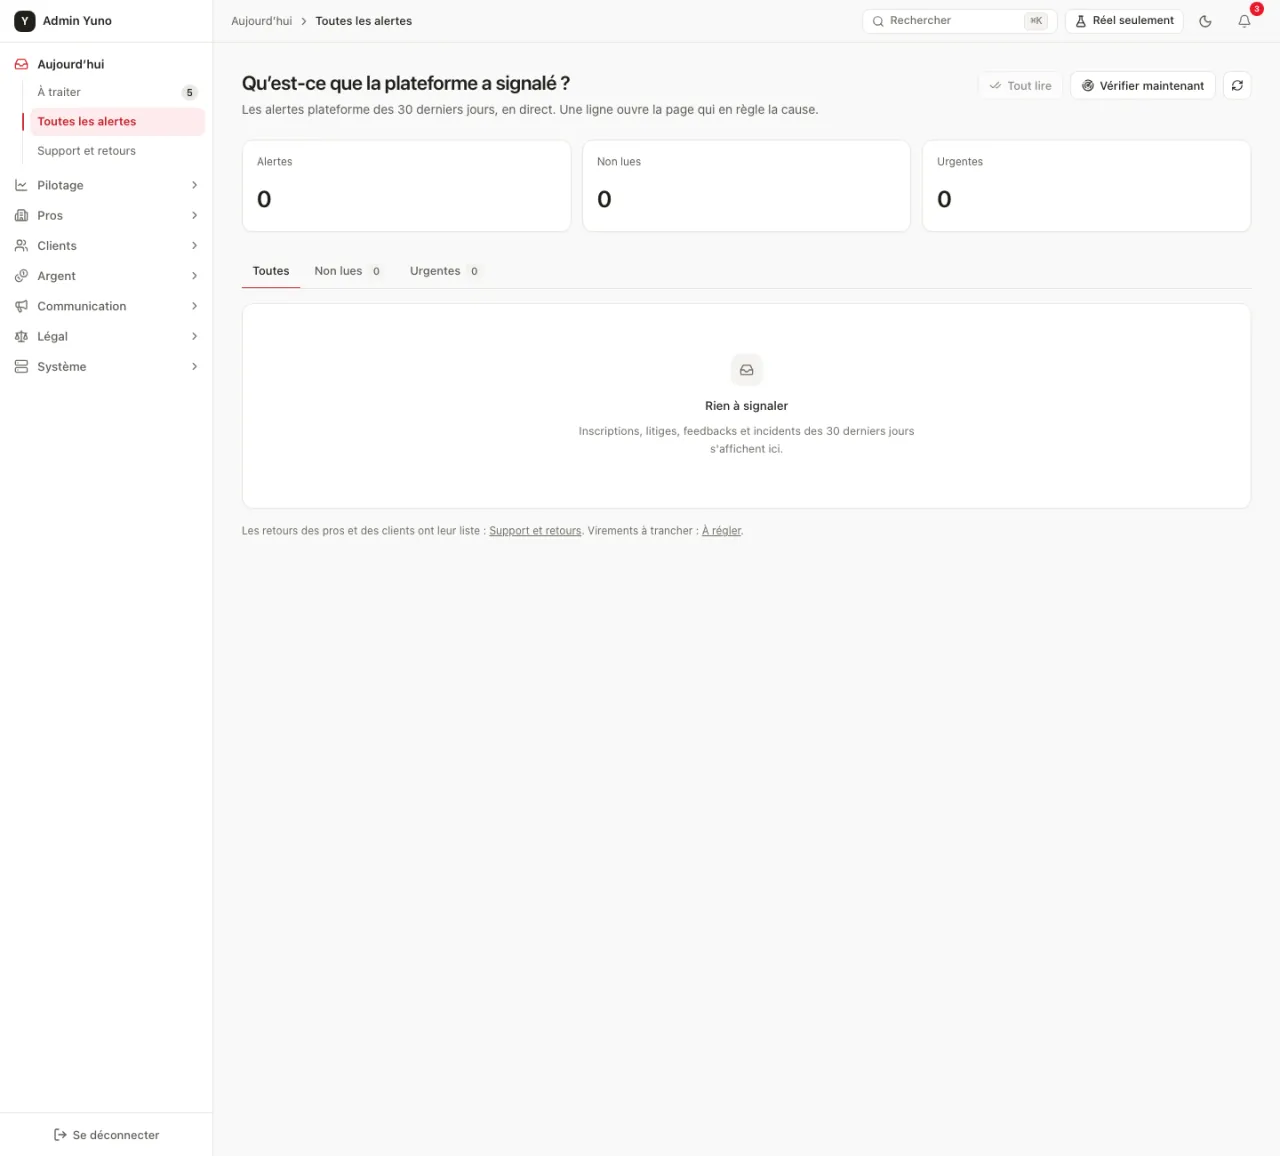 Y Admin Yuno
Aujourd'hui > Toutes les alertes
Rechercher ⌘K
Réel seulement
3
Aujourd'hui
À traiter 5
Toutes les alertes
Support et retours
Pilotage
Pros
Clients
Argent
Communication
Légal
Système
Se déconnecter
Qu’est-ce que la plateforme a signalé ?
Les alertes plateforme des 30 derniers jours, en direct. Une ligne ouvre la page qui en règle la cause.
Tout lire
Vérifier maintenant
Alertes
0
Non lues
0
Urgentes
0
Toutes
Non lues 0
Urgentes 0
Rien à signaler
Inscriptions, litiges, feedbacks et incidents des 30 derniers jours
s'affichent ici.
Les retours des pros et des clients ont leur liste : Support et retours. Virements à trancher : À régler.